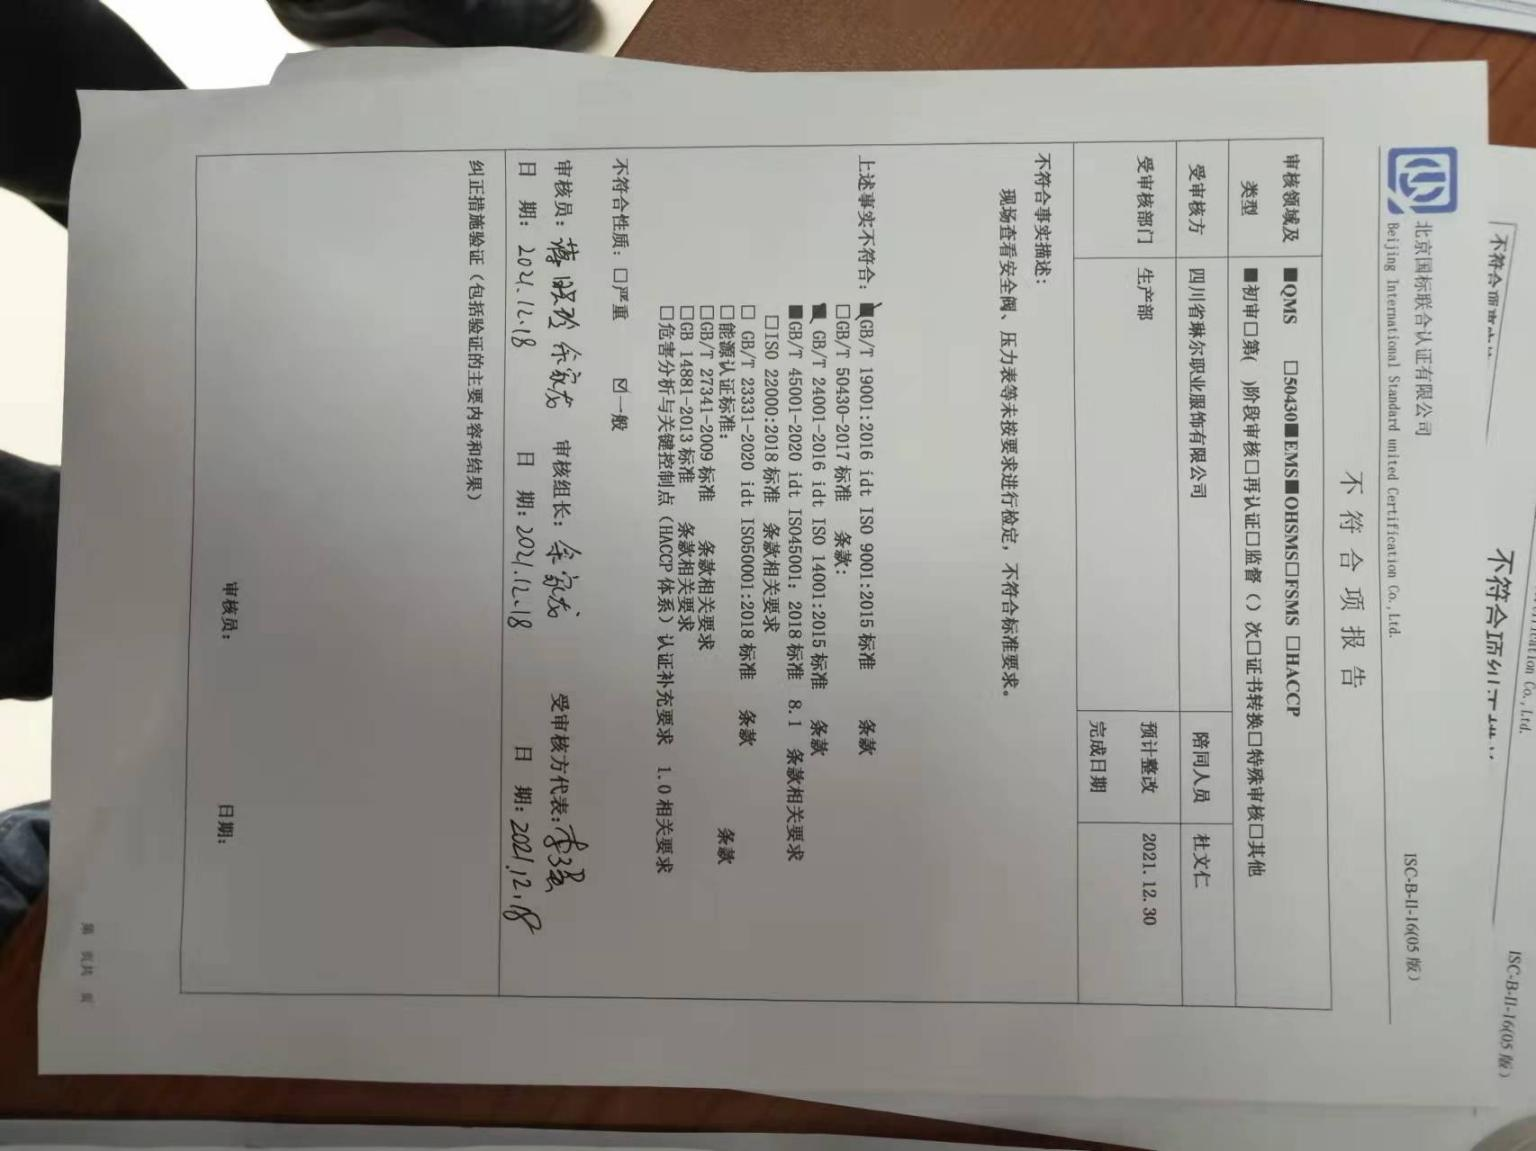 北京国标联合认证有限公司
Beijing International Standard united Certification Co.,Ltd.
ISC-B-II-16(05 版)
不 符 合 项 报 告
审核领域及类型
■QMS □50430■EMS■OHSMS□FSMS □HACCP
■初审□第( )阶段审核□再认证□监督（）次□证书转换□特殊审核□其他
受审核方 四川省琳尔职业服饰有限公司 陪同人员 杜文仁
受审核部门 生产部 预计整改完成日期 2021.12.30
不符合事实描述：
现场查看安全阀、压力表等未按要求进行检定，不符合标准要求。
上述事实不符合：■GB/T 19001:2016 idt ISO 9001:2015 标准 条款
□GB/T 50430-2017 标准 条款：
■ GB/T 24001-2016 idt ISO 14001:2015 标准 条款
■GB/T 45001-2020 idt ISO45001：2018 标准 8.1 条款相关要求
□ISO 22000:2018 标准 条款相关要求
□ GB/T 23331-2020 idt ISO50001:2018 标准 条款
□能源认证标准： 条款
□GB/T 27341-2009 标准 条款相关要求
□GB 14881-2013 标准 条款相关要求
□危害分析与关键控制点（HACCP 体系）认证补充要求 1.0 相关要求
不符合性质：□严重 ☑一般
审核员： 余家龙 审核组长：余家龙 受审核方代表：
日 期：2021.12.18 日 期：2021.12.18 日 期：2021.12.18
纠正措施验证（包括验证的主要内容和结果）
审核员： 日期：
第 页共 页
ISC-B-II-16(05 版)